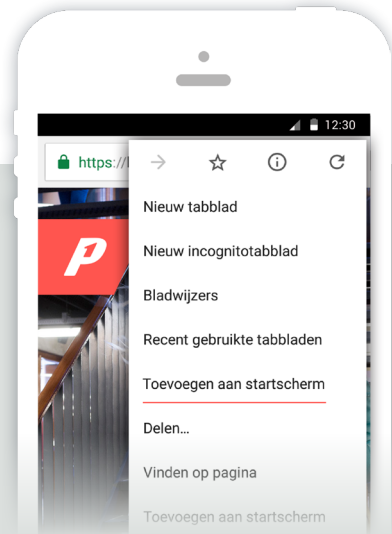 12:30
https://
Nieuw tabblad
Nieuw incognitotabblad
Bladwijzers
Recent gebruikte tabbladen
Toevoegen aan startscherm
Delen...
Vinden op pagina
Toevoegen aan startscherm